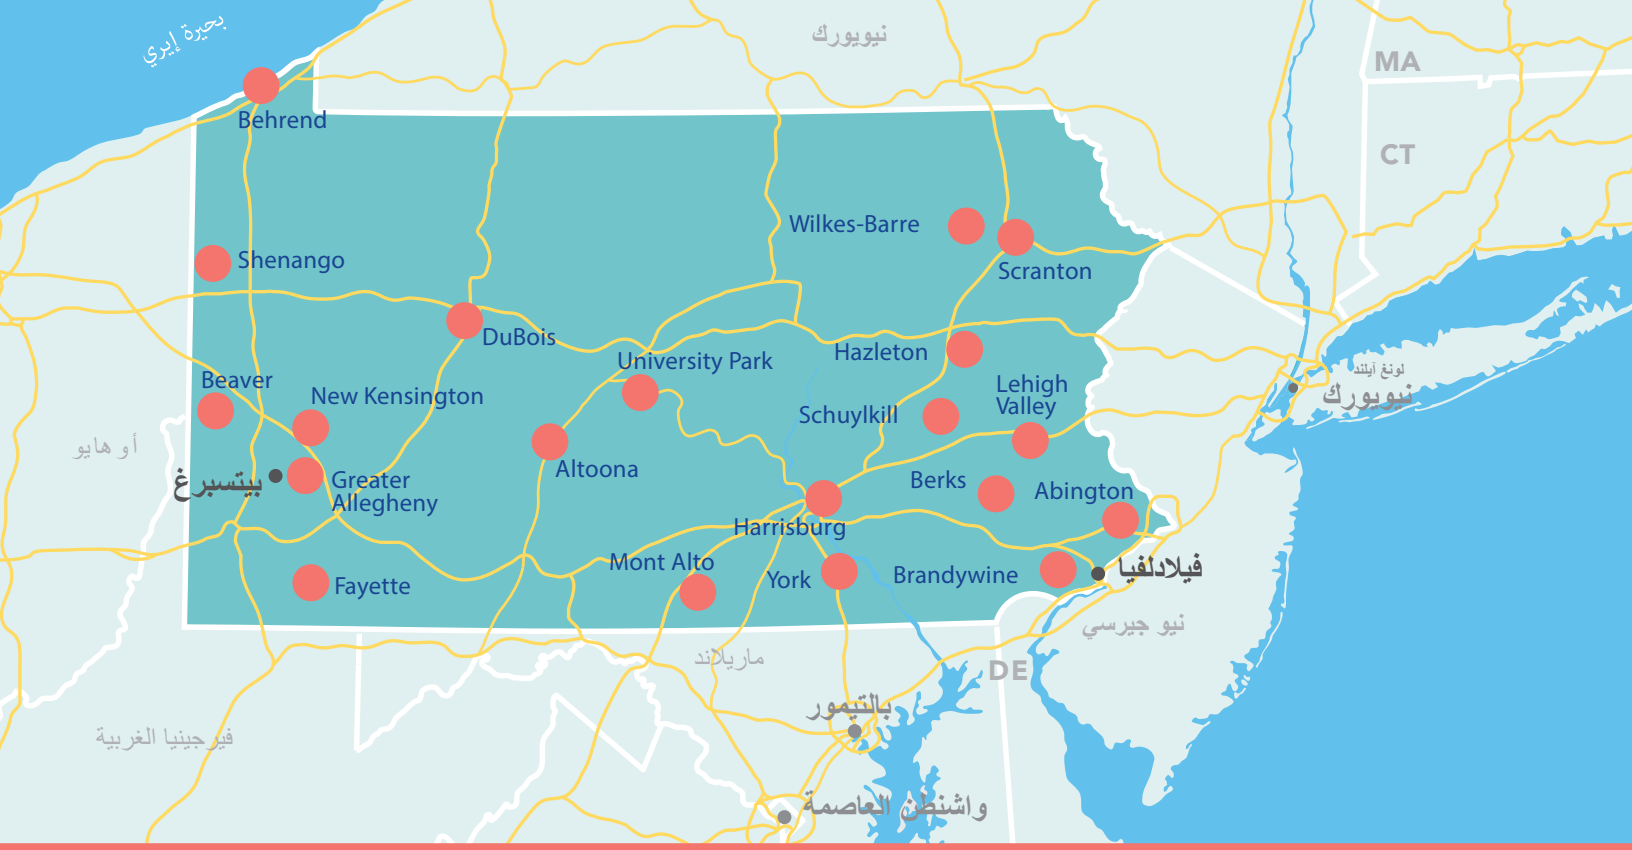 بحيرة إيري
نيويورك
MA
Behrend
CT
Wilkes-Barre
Shenango
Scranton
DuBois
University Park
Hazleton
لونغ آيلند
نيويورك
Beaver
New Kensington
Lehigh
Valley
Schuylkill
أوهايو
Altoona
بيتسبرغ
Greater
Allegheny
Berks
Abington
Harrisburg
Mont Alto
York
Brandywine
فيلادلفيا
Fayette
نيو جيرسي
ماريلاند
DE
بالتيمور
فيرجينيا الغربية
واشنطن العاصمة